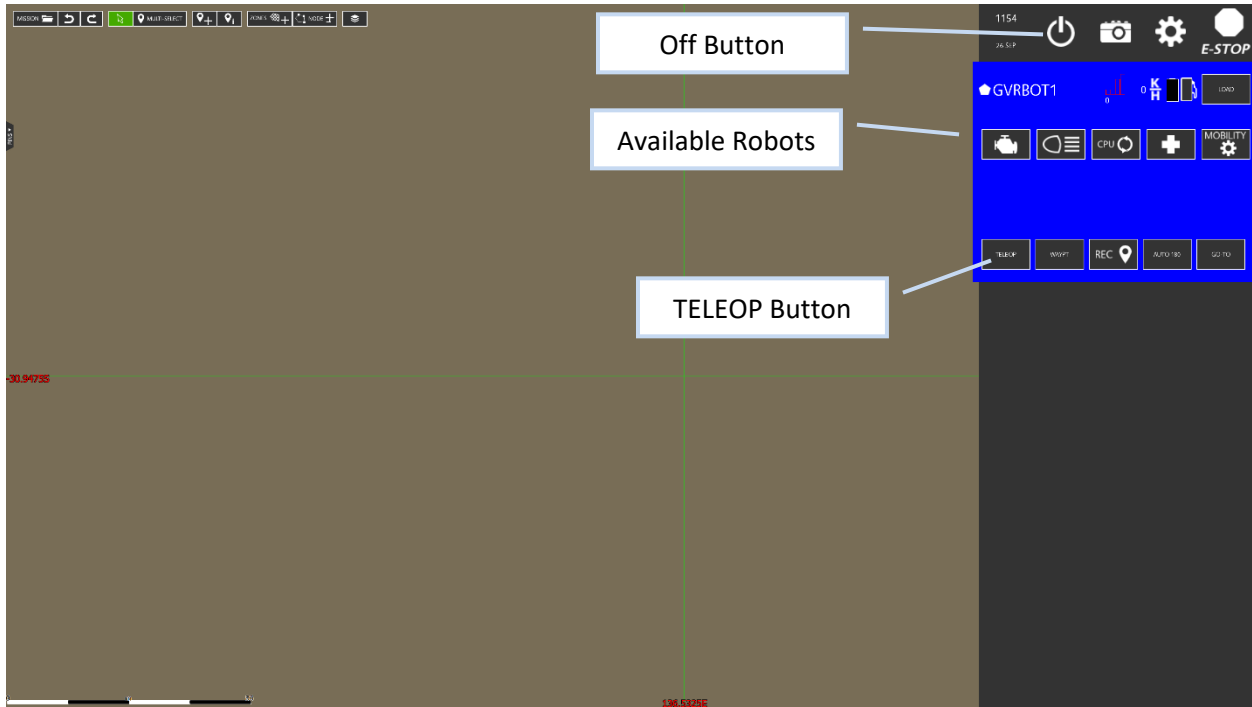 MISSION
MULTI-SELECT
ZONES
NODE
1154
26 SEP
E-STOP
Off Button
GVRBOT1
0
0 K/H
LOAD
Available Robots
CPU
MOBILITY
TELEOP
WAYPT
REC
AUTO 180
GO TO
TELEOP Button
-30.9475S
136.5325E